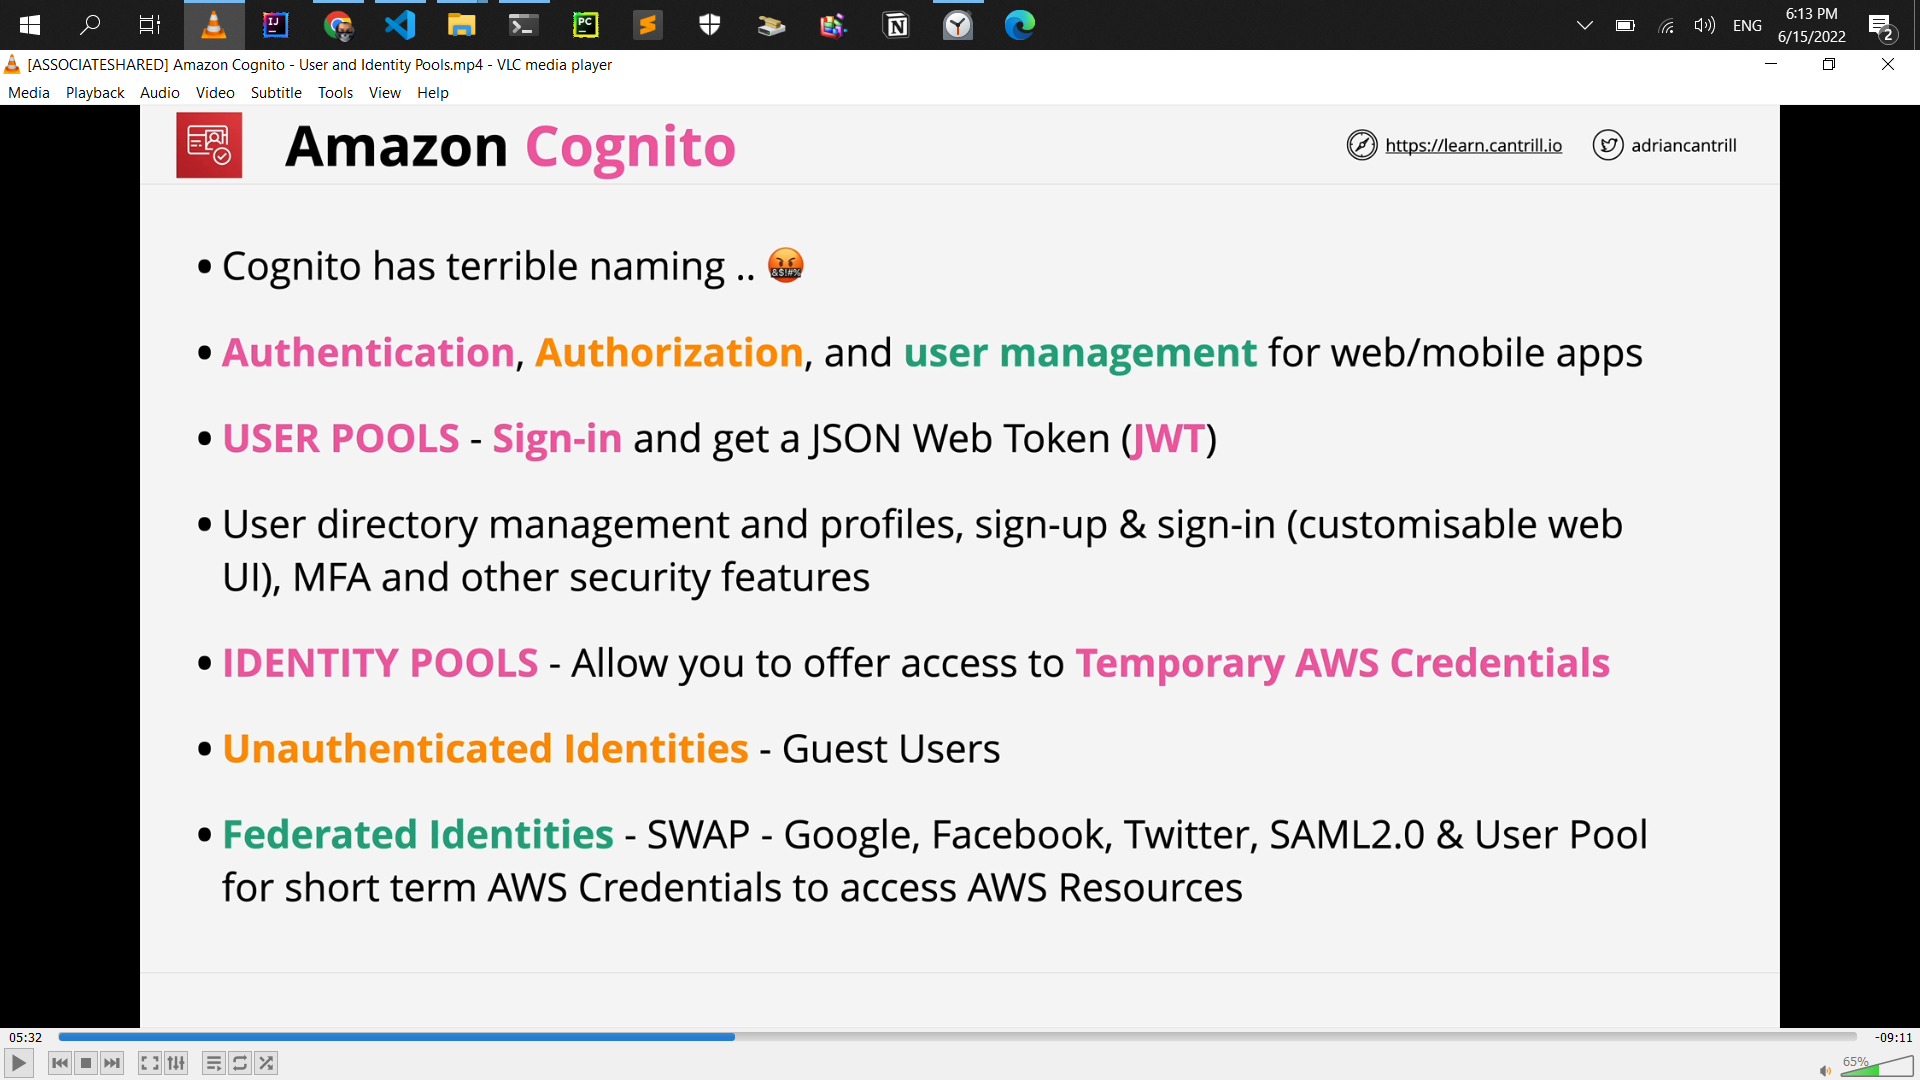 ENG
6:13 PM
6/15/2022
2
[ASSOCIATESHARED] Amazon Cognito - User and Identity Pools.mp4 - VLC media player
Media Playback Audio Video Subtitle Tools View Help
Amazon Cognito
https://learn.cantrill.io
adriancantrill
• Cognito has terrible naming .. 🤬
• Authentication, Authorization, and user management for web/mobile apps
• USER POOLS - Sign-in and get a JSON Web Token (JWT)
• User directory management and profiles, sign-up & sign-in (customisable web
UI), MFA and other security features
• IDENTITY POOLS - Allow you to offer access to Temporary AWS Credentials
• Unauthenticated Identities - Guest Users
• Federated Identities - SWAP - Google, Facebook, Twitter, SAML2.0 & User Pool
for short term AWS Credentials to access AWS Resources
05:32
-09:11
65%